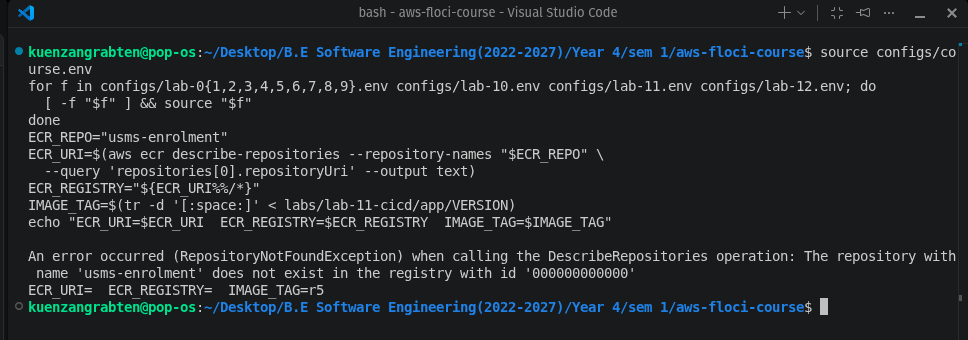 bash - aws-floci-course - Visual Studio Code
kuenzangrabten@pop-os:~/Desktop/B.E Software Engineering(2022-2027)/Year 4/sem 1/aws-floci-course$ source configs/co
urse.env
for f in configs/lab-0{1,2,3,4,5,6,7,8,9}.env configs/lab-10.env configs/lab-11.env configs/lab-12.env; do
  [ -f "$f" ] && source "$f"
done
ECR_REPO="usms-enrolment"
ECR_URI=$(aws ecr describe-repositories --repository-names "$ECR_REPO" \
  --query 'repositories[0].repositoryUri' --output text)
ECR_REGISTRY="${ECR_URI%%/*}"
IMAGE_TAG=$(tr -d '[:space:]' < labs/lab-11-cicd/app/VERSION)
echo "ECR_URI=$ECR_URI  ECR_REGISTRY=$ECR_REGISTRY  IMAGE_TAG=$IMAGE_TAG"

An error occurred (RepositoryNotFoundException) when calling the DescribeRepositories operation: The repository with
 name 'usms-enrolment' does not exist in the registry with id '000000000000'
ECR_URI=  ECR_REGISTRY=  IMAGE_TAG=r5
kuenzangrabten@pop-os:~/Desktop/B.E Software Engineering(2022-2027)/Year 4/sem 1/aws-floci-course$